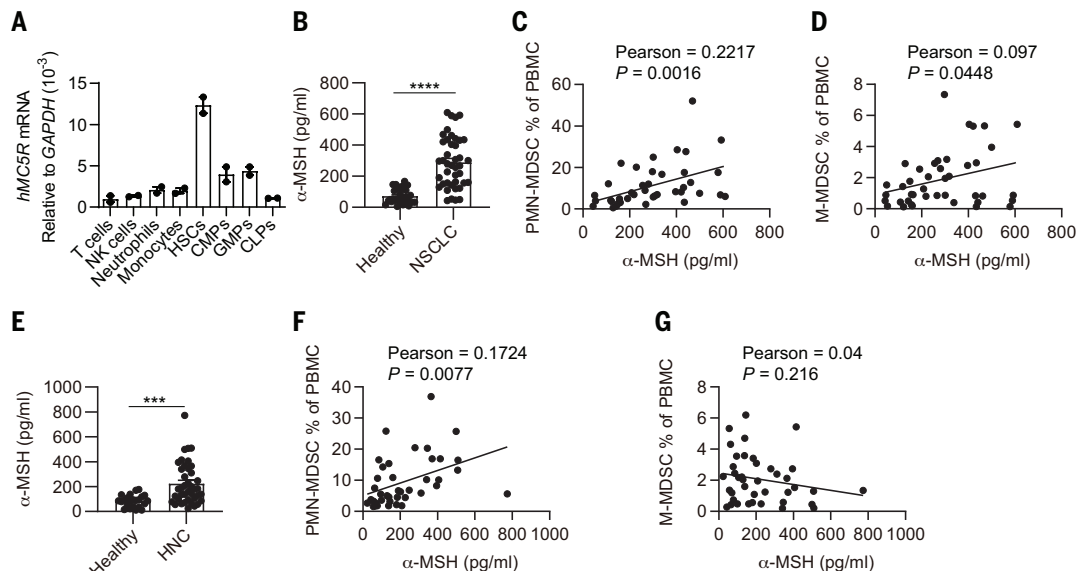 A
hMC5R mRNA
Relative to GAPDH (10⁻³)
15
10
5
0
T cells
NK cells
Neutrophils
Monocytes
HSCs
CMPs
GMPs
CLPs
B
α-MSH (pg/ml)
800
600
400
200
0
****
Healthy
NSCLC
C
Pearson = 0.2217
P = 0.0016
PMN-MDSC % of PBMC
60
40
20
0
0 200 400 600 800
α-MSH (pg/ml)
D
Pearson = 0.097
P = 0.0448
M-MDSC % of PBMC
8
6
4
2
0
0 200 400 600 800
α-MSH (pg/ml)
E
α-MSH (pg/ml)
1000
800
600
400
200
0
***
Healthy
HNC
F
Pearson = 0.1724
P = 0.0077
PMN-MDSC % of PBMC
40
30
20
10
0
0 200 400 600 800 1000
α-MSH (pg/ml)
G
Pearson = 0.04
P = 0.216
M-MDSC % of PBMC
8
6
4
2
0
0 200 400 600 800 1000
α-MSH (pg/ml)